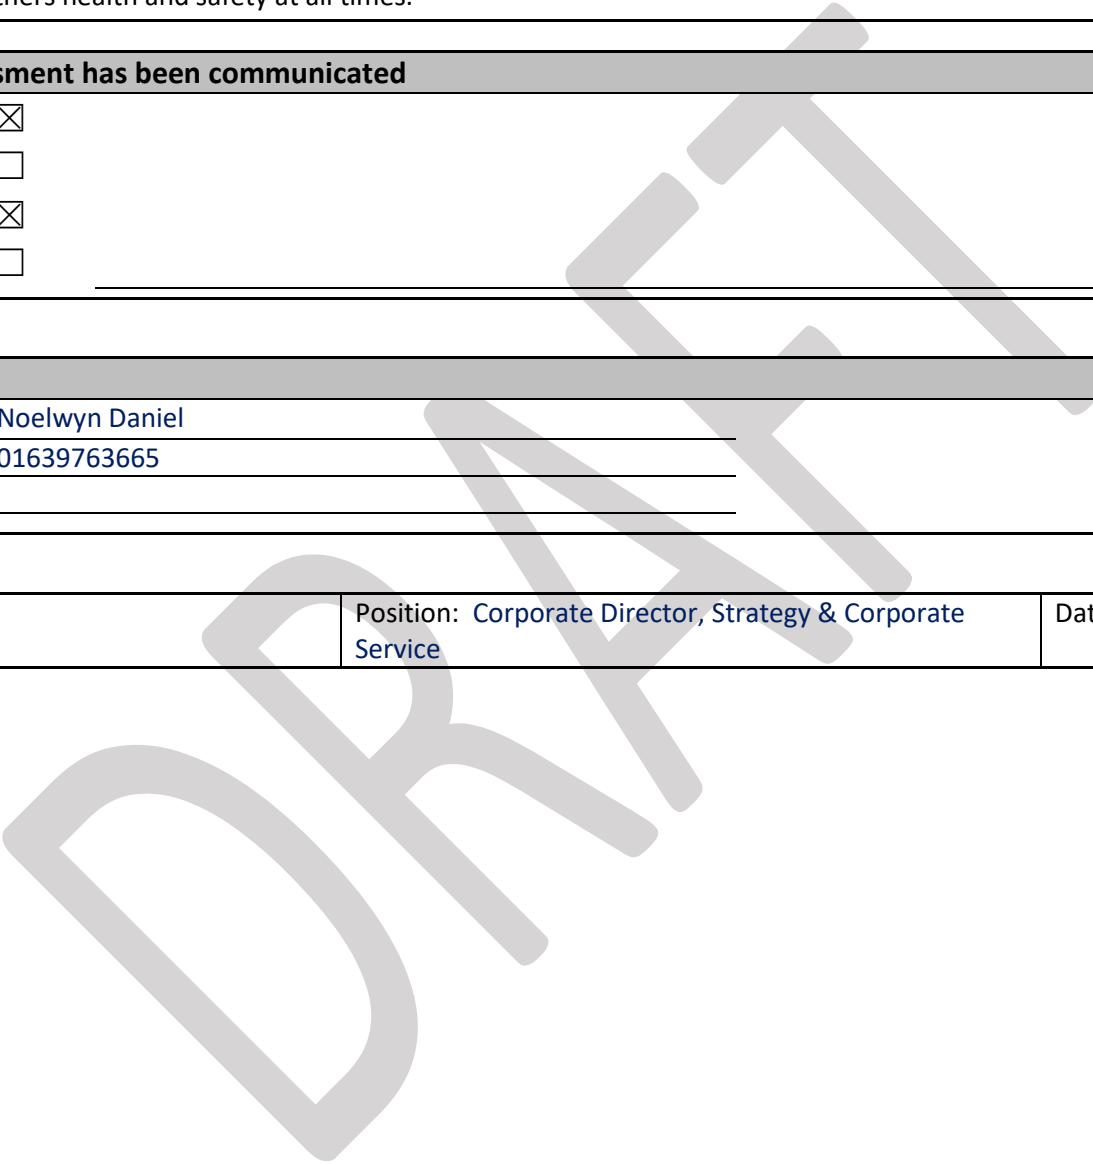 health and safety at all times.
sment has been communicated
☒
☐
☒
☐
Noelwyn Daniel
01639763665
Position: Corporate Director, Strategy & Corporate
Service
Dat
DRAFT